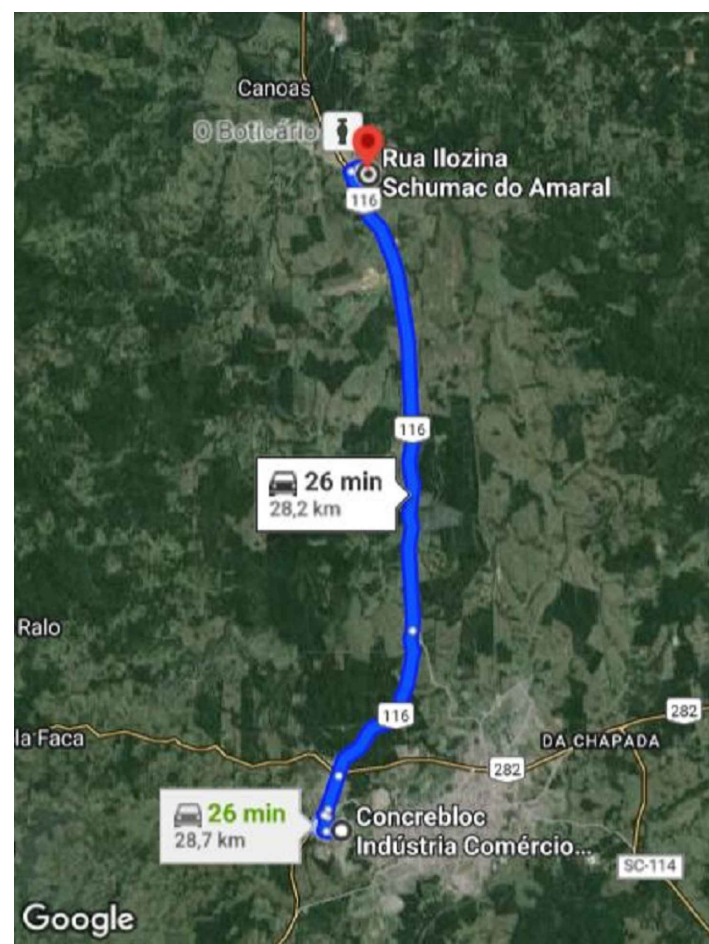 Canoas
O Boticário
Rua Ilozina
Schumac do Amaral
116
116
26 min
28,2 km
Ralo
116
282
la Faca
DA CHAPADA
282
26 min
28,7 km
Concrebloc
Indústria Comércio...
SC-114
Google